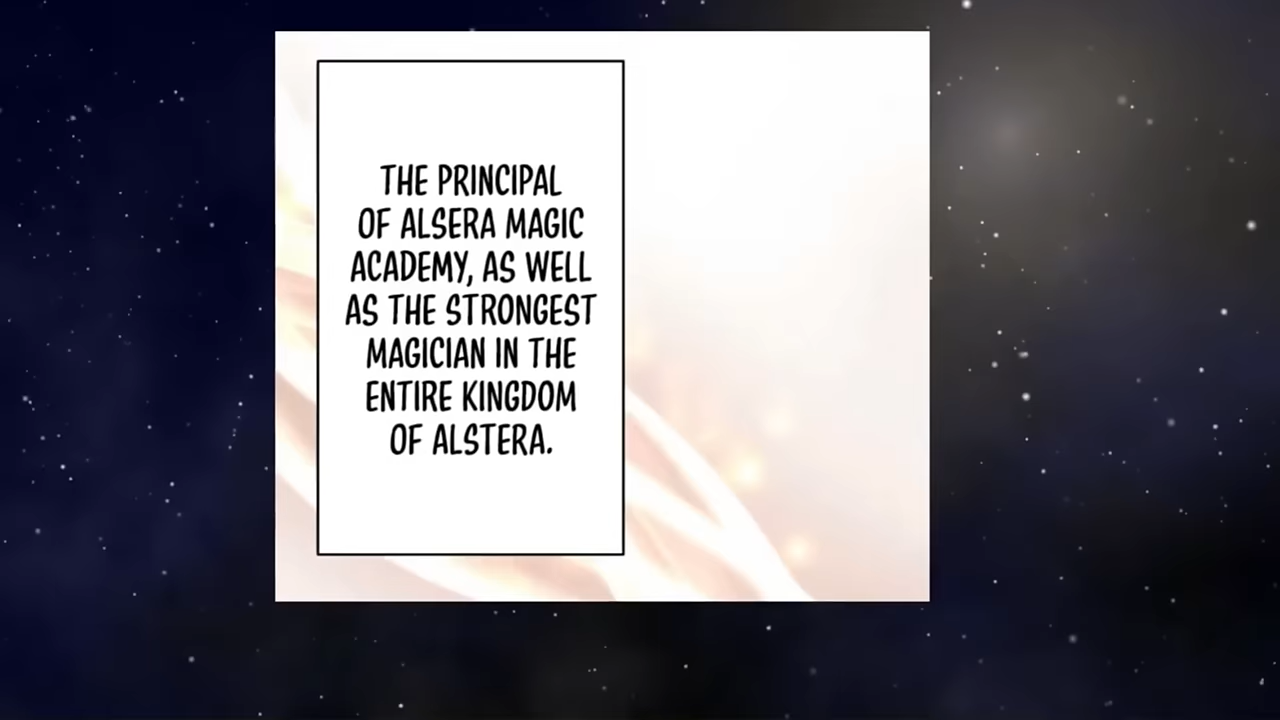 THE PRINCIPAL
OF ALSERA MAGIC
ACADEMY, AS WELL
AS THE STRONGEST
MAGICIAN IN THE
ENTIRE KINGDOM
OF ALSTERA.